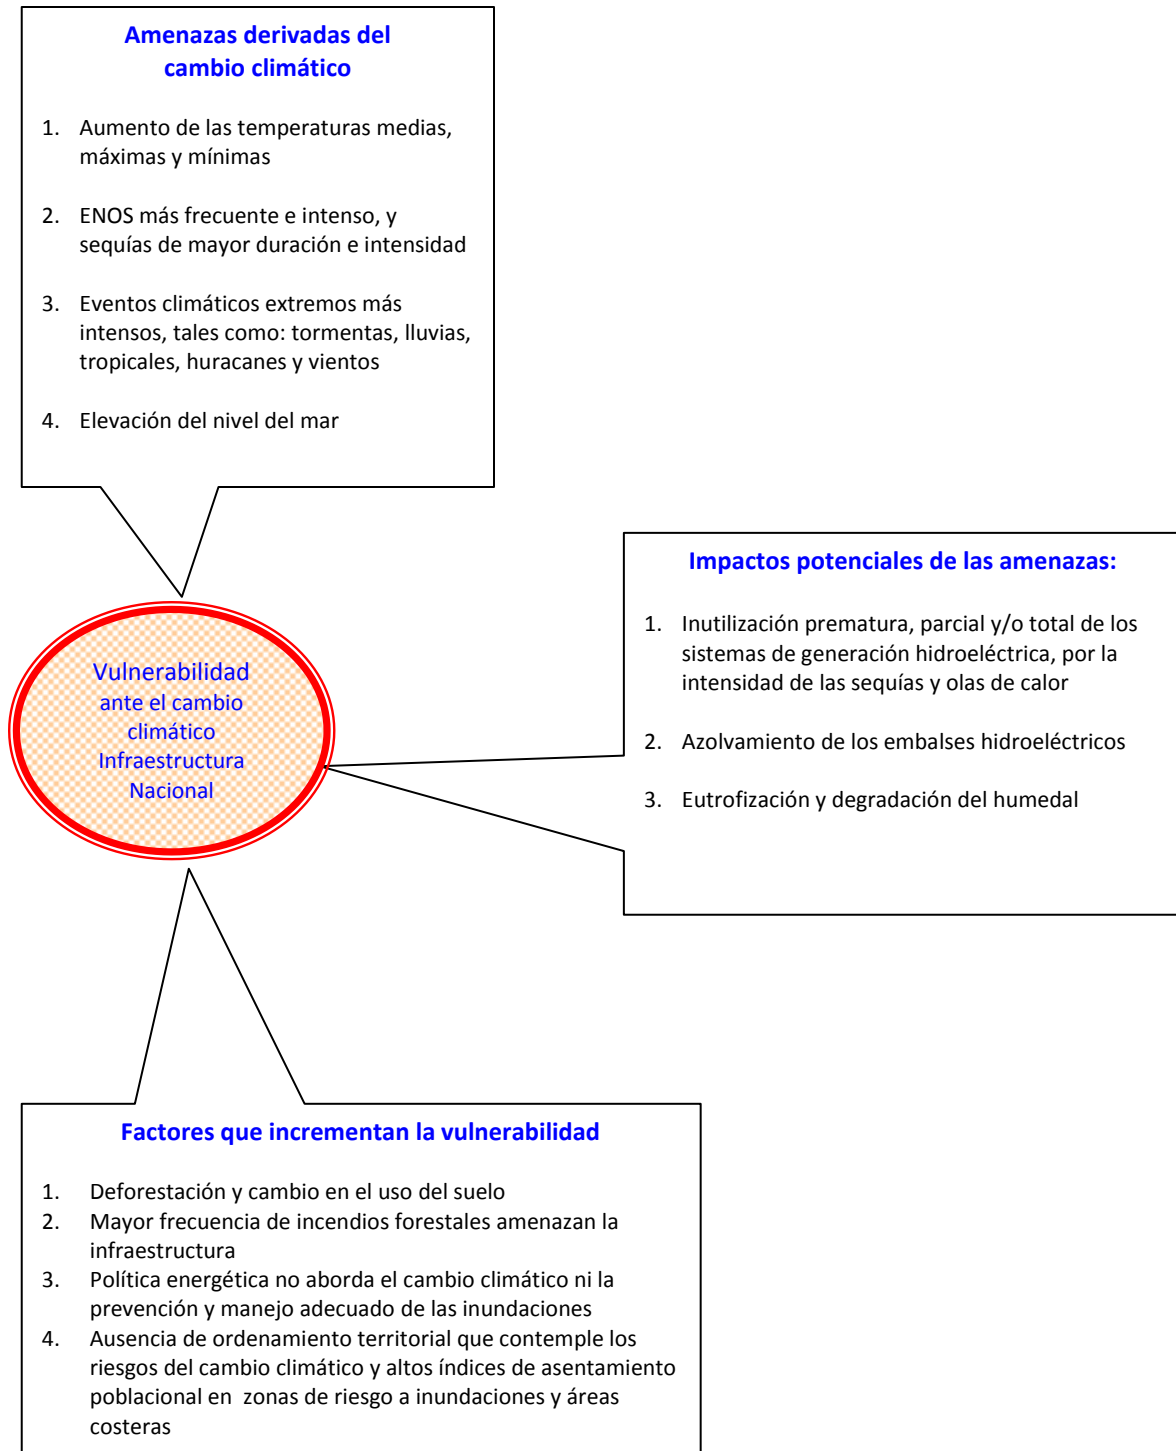 Amenazas derivadas del
cambio climático
1. Aumento de las temperaturas medias,
máximas y mínimas
2. ENOS más frecuente e intenso, y
sequías de mayor duración e intensidad
3. Eventos climáticos extremos más
intensos, tales como: tormentas, lluvias,
tropicales, huracanes y vientos
4. Elevación del nivel del mar
Impactos potenciales de las amenazas:
1. Inutilización prematura, parcial y/o total de los
sistemas de generación hidroeléctrica, por la
intensidad de las sequías y olas de calor
2. Azolvamiento de los embalses hidroeléctricos
3. Eutrofización y degradación del humedal
Vulnerabilidad
ante el cambio
climático
Infraestructura
Nacional
Factores que incrementan la vulnerabilidad
1. Deforestación y cambio en el uso del suelo
2. Mayor frecuencia de incendios forestales amenazan la
infraestructura
3. Política energética no aborda el cambio climático ni la
prevención y manejo adecuado de las inundaciones
4. Ausencia de ordenamiento territorial que contemple los
riesgos del cambio climático y altos índices de asentamiento
poblacional en zonas de riesgo a inundaciones y áreas
costeras